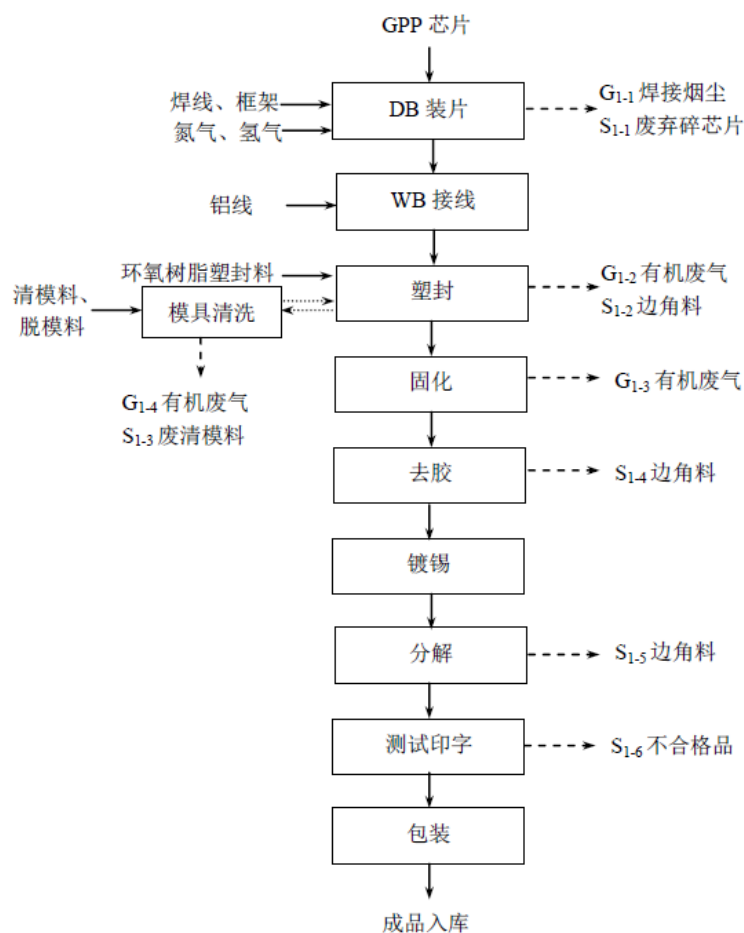 GPP 芯片
焊线、框架
氮气、氢气
DB 装片
G1-1 焊接烟尘
S1-1 废弃碎芯片
铝线
WB 接线
环氧树脂塑封料
塑封
G1-2 有机废气
S1-2 边角料
清模料、
脱模料
模具清洗
G1-4 有机废气
S1-3 废清模料
固化
G1-3 有机废气
去胶
S1-4 边角料
镀锡
分解
S1-5 边角料
测试印字
S1-6 不合格品
包装
成品入库